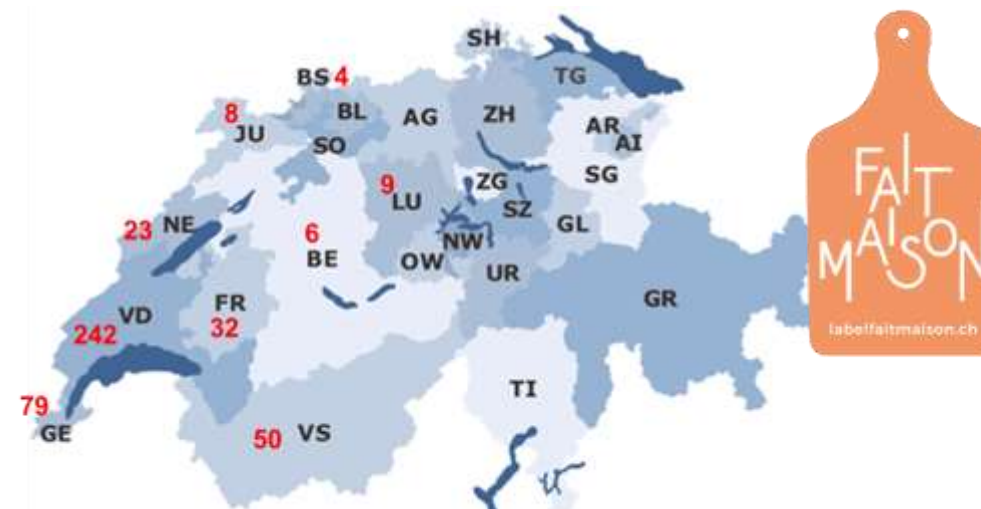 SH
BS 4
TG
8
BL
AG
ZH
JU
AR
AI
SO
ZG
SG
9
LU
SZ
23
NE
GL
NW
6
BE
OW
UR
FR
GR
VD
32
242
TI
79
GE
50
VS
FAIT
MAISON
labelfaitmaison.ch